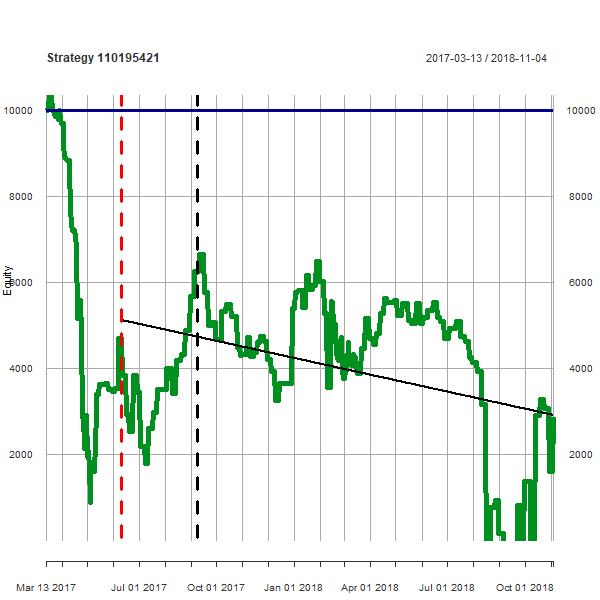 Strategy 110195421
2017-03-13 / 2018-11-04
10000
10000
8000
8000
Equity
6000
6000
4000
4000
2000
2000
Mar 13 2017
Jul 01 2017
Oct 01 2017
Jan 01 2018
Apr 01 2018
Jul 01 2018
Oct 01 2018